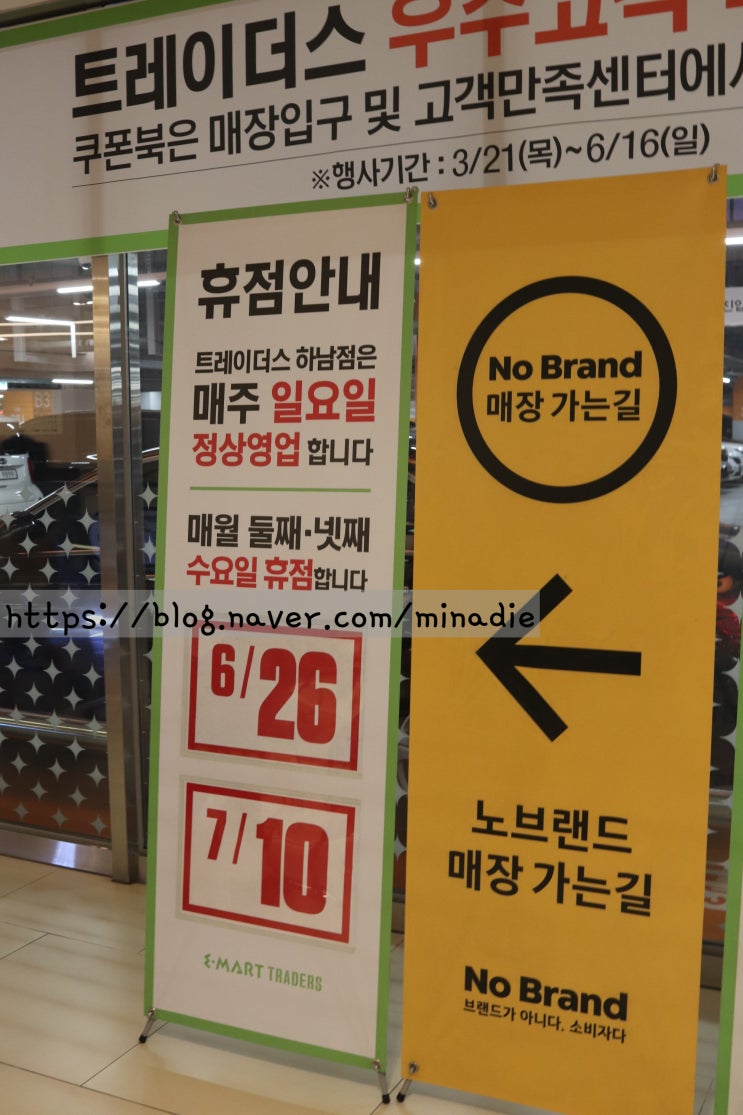 트레이더스 우수고객
쿠폰북은 매장입구 및 고객만족센터에서
※행사기간 : 3/21(목)~6/16(일)
휴점안내
트레이더스 하남점은
매주 일요일
정상영업 합니다
매월 둘째·넷째
수요일 휴점합니다
6/26
7/10
E·MART TRADERS
No Brand
매장 가는길
노브랜드
매장 가는길
No Brand
브랜드가 아니다. 소비자다
B3
https://blog.naver.com/minadie